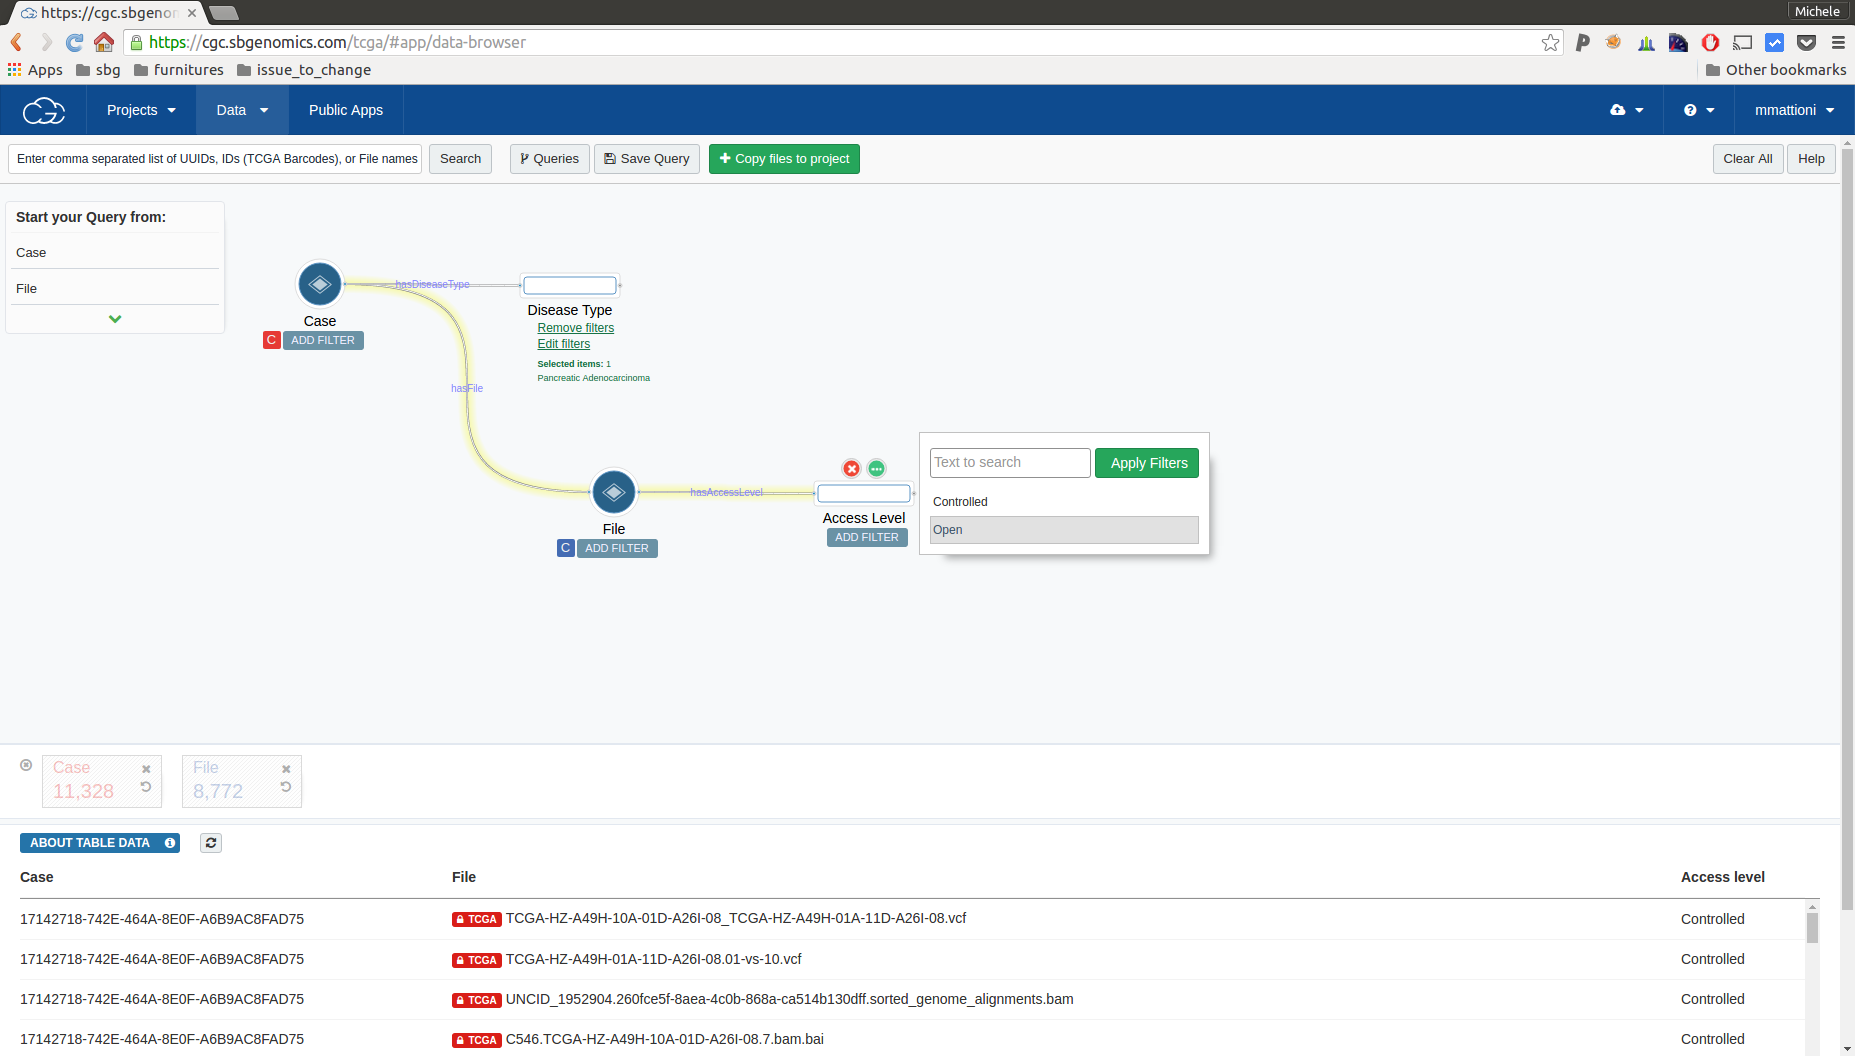 https://cgc.sbgenom
Michele
https://cgc.sbgenomics.com/tcga/#app/data-browser
Apps sbg furnitures issue_to_change Other bookmarks
Projects Data Public Apps mmattioni
Enter comma separated list of UUIDs, IDs (TCGA Barcodes), or File names Search Queries Save Query Copy files to project Clear All Help
Start your Query from:
Case
File
hasDiseaseType
Case
C ADD FILTER
Disease Type
Remove filters
Edit filters
Selected items: 1
Pancreatic Adenocarcinoma
hasFile
hasAccessLevel
File
C ADD FILTER
Access Level
ADD FILTER
Text to search Apply Filters
Controlled
Open
Case
11,328
File
8,772
ABOUT TABLE DATA
Case File Access level
17142718-742E-464A-8E0F-A6B9AC8FAD75 TCGA TCGA-HZ-A49H-10A-01D-A26I-08_TCGA-HZ-A49H-01A-11D-A26I-08.vcf Controlled
17142718-742E-464A-8E0F-A6B9AC8FAD75 TCGA TCGA-HZ-A49H-01A-11D-A26I-08.01-vs-10.vcf Controlled
17142718-742E-464A-8E0F-A6B9AC8FAD75 TCGA UNCID_1952904.260fce5f-8aea-4c0b-868a-ca514b130dff.sorted_genome_alignments.bam Controlled
17142718-742E-464A-8E0F-A6B9AC8FAD75 TCGA C546.TCGA-HZ-A49H-10A-01D-A26I-08.7.bam.bai Controlled